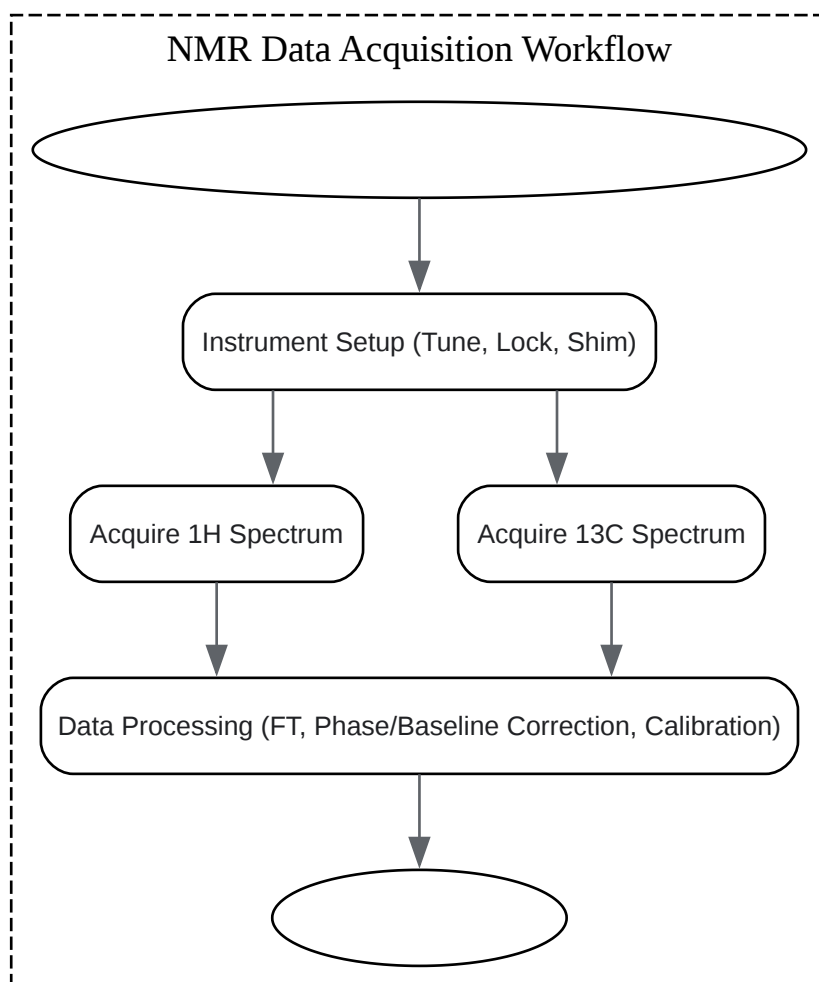 NMR Data Acquisition Workflow
Instrument Setup (Tune, Lock, Shim)
Acquire 1H Spectrum
Acquire 13C Spectrum
Data Processing (FT, Phase/Baseline Correction, Calibration)